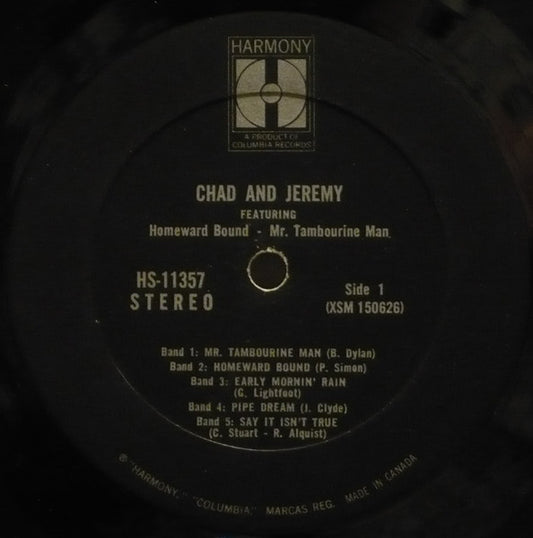 HARMONY
A PRODUCT OF
COLUMBIA RECORDS
CHAD AND JEREMY
FEATURING
Homeward Bound - Mr. Tambourine Man
HS-11357
STEREO
Side 1
(XSM 150626)
Band 1: MR. TAMBOURINE MAN (B. Dylan)
Band 2: HOMEWARD BOUND (P. Simon)
Band 3: EARLY MORNIN' RAIN
(G. Lightfoot)
Band 4: PIPE DREAM (J. Clyde)
Band 5: SAY IT ISN'T TRUE
(C. Stuart - R. Alquist)
® "HARMONY," "COLUMBIA," MARCAS REG. MADE IN CANADA